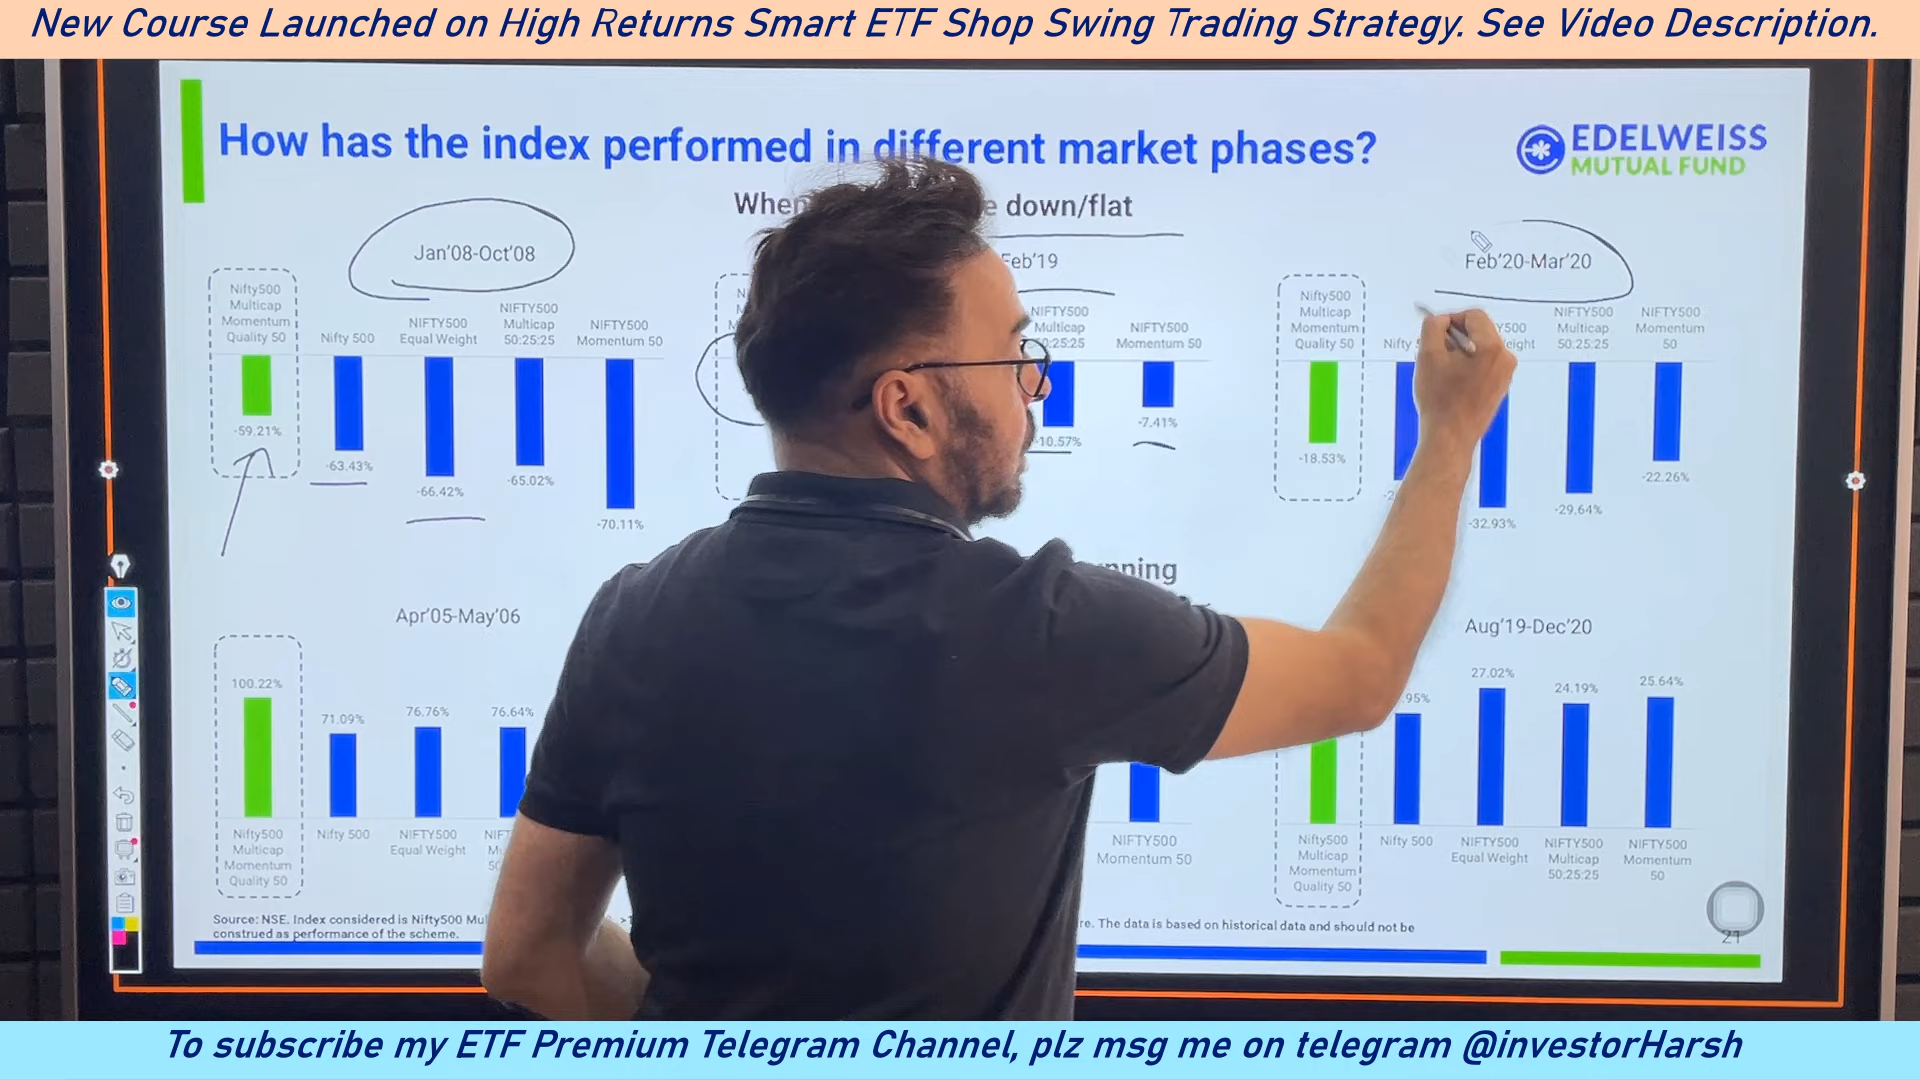 New Course Launched on High Returns Smart ETF Shop Swing Trading Strategy. See Video Description.
How has the index performed in different market phases?
EDELWEISS
MUTUAL FUND
down/flat
Jan'08-Oct'08
Nifty500
Multicap
Momentum
Quality 50
Nifty 500
NIFTY500
Equal Weight
NIFTY500
Multicap
50:25:25
NIFTY500
Momentum 50
-59.21%
-63.43%
-66.42%
-65.02%
-70.11%
Feb'19
NIFTY500
Multicap
50:25:25
NIFTY500
Momentum 50
-10.57%
-7.41%
Feb'20-Mar'20
Nifty500
Multicap
Momentum
Quality 50
Nifty
NIFTY500
Multicap
50:25:25
NIFTY500
Momentum
50
-18.53%
-32.93%
-29.64%
-22.26%
Apr'05-May'06
100.22%
71.09%
76.76%
76.64%
Nifty500
Multicap
Momentum
Quality 50
Nifty 500
NIFTY500
Equal Weight
NIFTY500
Momentum 50
Aug'19-Dec'20
27.02%
24.19%
25.64%
Nifty500
Multicap
Momentum
Quality 50
Nifty 500
NIFTY500
Equal Weight
NIFTY500
Multicap
50:25:25
NIFTY500
Momentum
50
Source: NSE. Index considered is Nifty500
construed as performance of the scheme.
The data is based on historical data and should not be
21
To subscribe my ETF Premium Telegram Channel, plz msg me on telegram @investorHarsh